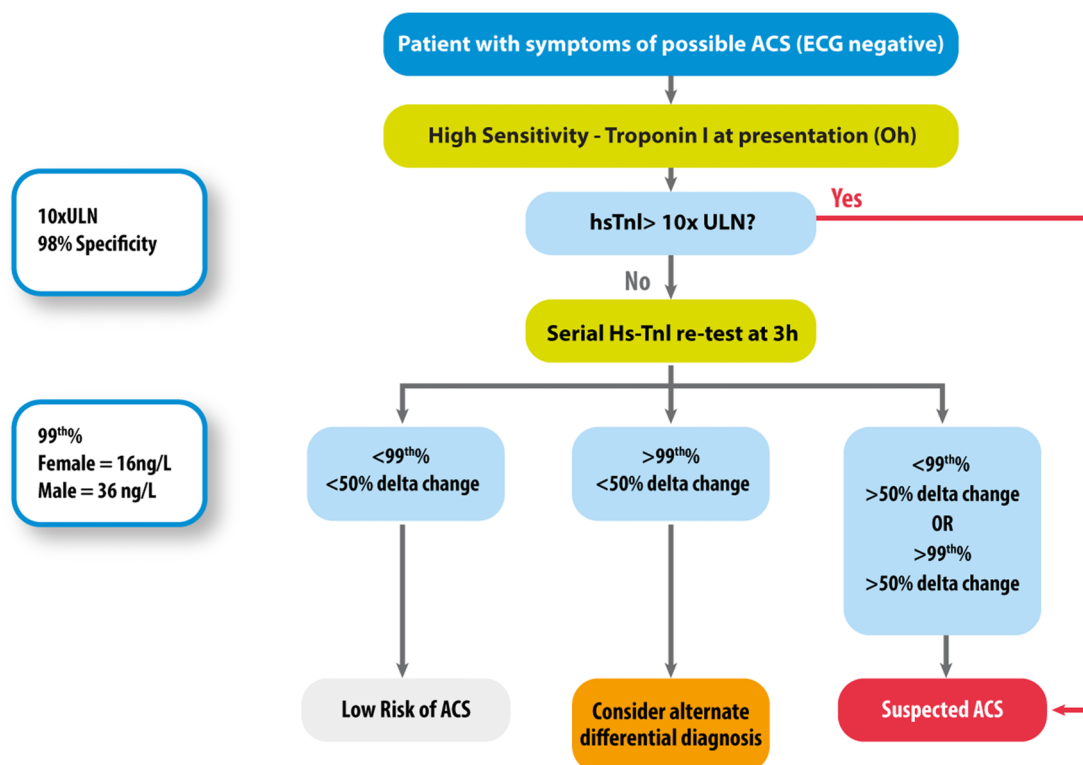 Patient with symptoms of possible ACS (ECG negative)
High Sensitivity - Troponin I at presentation (Oh)
10xULN
98% Specificity
Yes
hsTnl> 10x ULN?
No
Serial Hs-Tnl re-test at 3h
99th%
Female = 16ng/L
Male = 36 ng/L
<99th%
<50% delta change
>99th%
<50% delta change
<99th%
>50% delta change
OR
>99th%
>50% delta change
Low Risk of ACS
Consider alternate
differential diagnosis
Suspected ACS